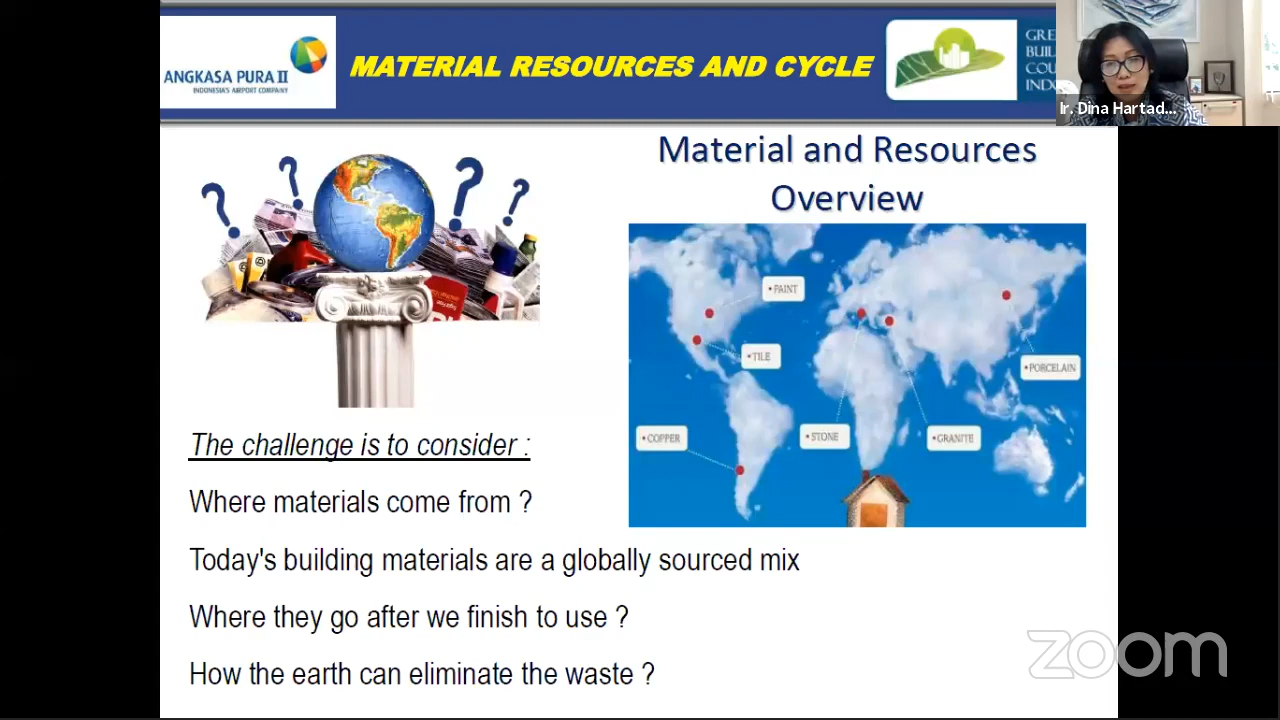 ANGKASA PURA II
INDONESIA'S AIRPORT COMPANY
MATERIAL RESOURCES AND CYCLE
GRE
BUIL
COU
INDO
Ir. Dina Hartad...
Material and Resources
Overview
? ? ? ?
• PAINT
• TILE
• PORCELAIN
• COPPER
• STONE
• GRANITE
The challenge is to consider :
Where materials come from ?
Today's building materials are a globally sourced mix
Where they go after we finish to use ?
How the earth can eliminate the waste ?
zoom